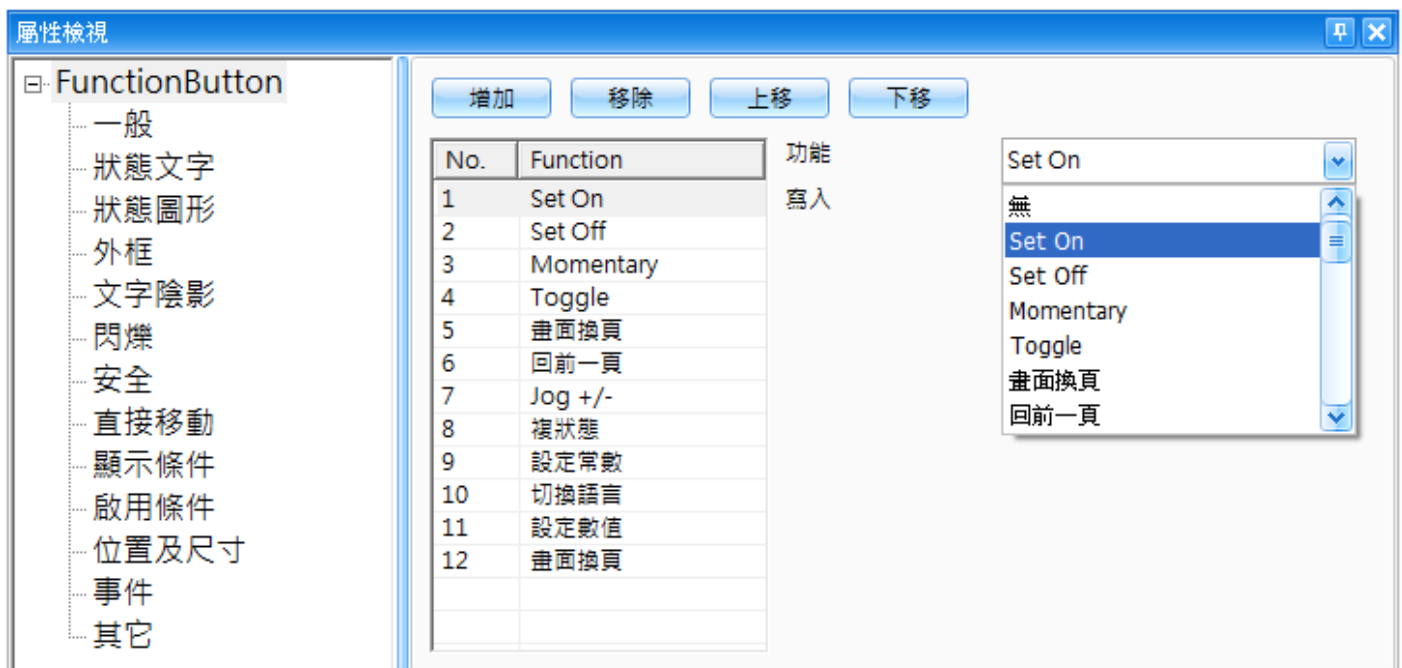 屬性檢視
FunctionButton
一般
狀態文字
狀態圖形
外框
文字陰影
閃爍
安全
直接移動
顯示條件
啟用條件
位置及尺寸
事件
其它
增加 移除 上移 下移
No. Function
1 Set On
2 Set Off
3 Momentary
4 Toggle
5 畫面換頁
6 回前一頁
7 Jog +/-
8 複狀態
9 設定常數
10 切換語言
11 設定數值
12 畫面換頁
功能 Set On
寫入
無
Set On
Set Off
Momentary
Toggle
畫面換頁
回前一頁